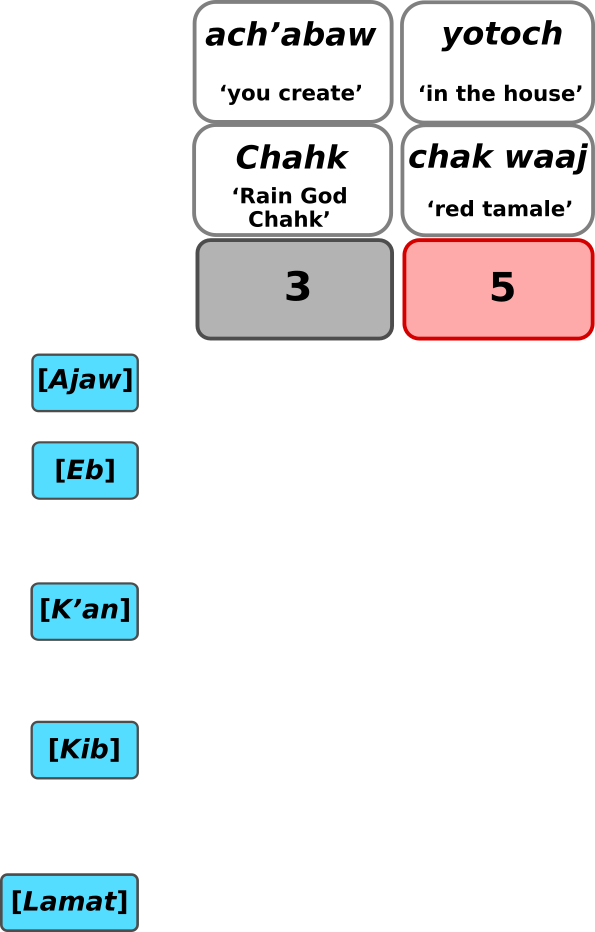 ach’abaw
‘you create’
yotoch
‘in the house’
Chahk
‘Rain God
Chahk’
chak waaj
‘red tamale’
3
5
[Ajaw]
[Eb]
[K’an]
[Kib]
[Lamat]